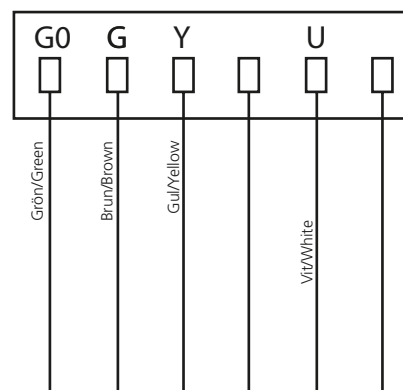 G0 G Y U
Grön/Green
Brun/Brown
Gul/Yellow
Vit/White